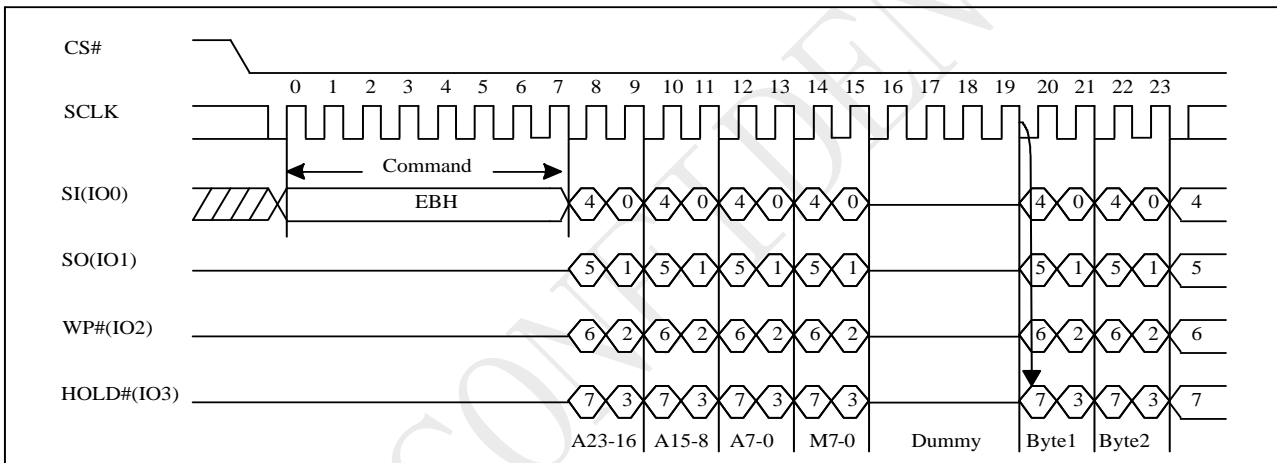 CS#
0 1 2 3 4 5 6 7 8 9 10 11 12 13 14 15 16 17 18 19 20 21 22 23
SCLK
Command
SI(IO0) EBH 4 0 4 0 4 0 4 0 4 0 4 0 4
SO(IO1) 5 1 5 1 5 1 5 1 5 1 5 1 5
WP#(IO2) 6 2 6 2 6 2 6 2 6 2 6 2 6
HOLD#(IO3) 7 3 7 3 7 3 7 3 7 3 7 3 7
A23-16 A15-8 A7-0 M7-0 Dummy Byte1 Byte2
CONFIDEN